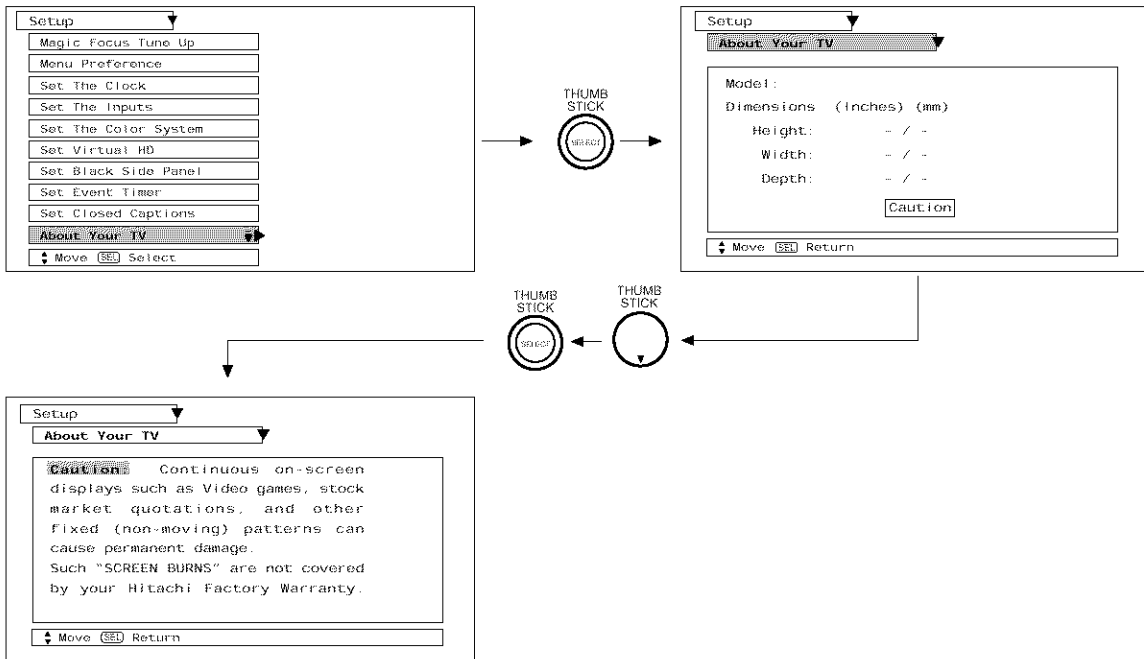 Setup
Magic Focus Tune Up
Menu Preference
Set The Clock
Set The Inputs
Set The Color System
Set Virtual HD
Set Black Side Panel
Set Event Timer
Set Closed Captions
About Your TV
Move SEL Select
THUMB
STICK
SELECT
Setup
About Your TV
Model:
Dimensions (Inches) (mm)
Height: - / -
Width: - / -
Depth: - / -
Caution
Move SEL Return
THUMB
STICK
SELECT
THUMB
STICK
Setup
About Your TV
Caution: Continuous on-screen
displays such as Video games, stock
market quotations, and other
fixed (non-moving) patterns can
cause permanent damage.
Such "SCREEN BURNS" are not covered
by your Hitachi Factory Warranty.
Move SEL Return